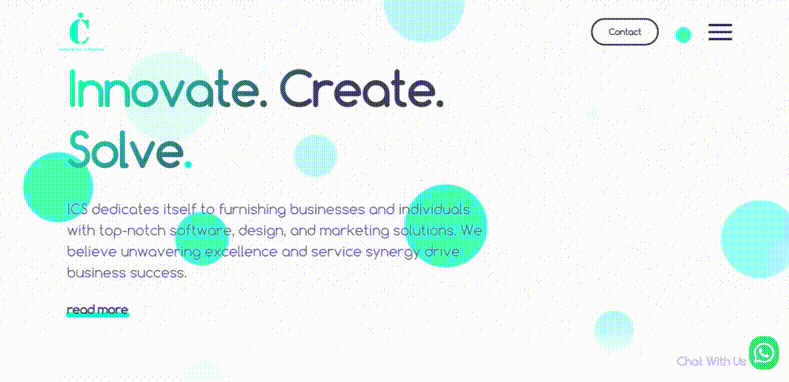 Contact
Innovate. Create.
Solve.
ICS dedicates itself to furnishing businesses and individuals
with top-notch software, design, and marketing solutions. We
believe unwavering excellence and service synergy drive
business success.
read more
Chat With Us